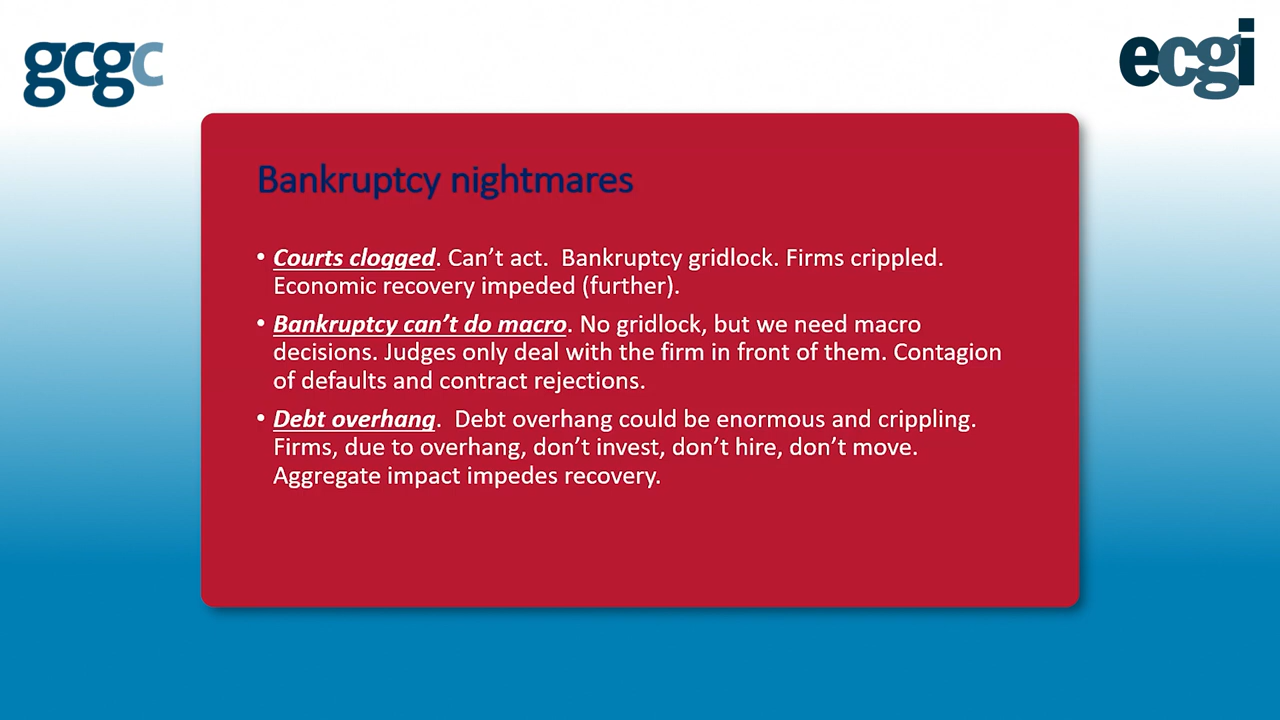 gcgc
ecgi
Bankruptcy nightmares
• Courts clogged. Can’t act.  Bankruptcy gridlock. Firms crippled.
Economic recovery impeded (further).
• Bankruptcy can’t do macro. No gridlock, but we need macro
decisions. Judges only deal with the firm in front of them. Contagion
of defaults and contract rejections.
• Debt overhang.  Debt overhang could be enormous and crippling.
Firms, due to overhang, don’t invest, don’t hire, don’t move.
Aggregate impact impedes recovery.